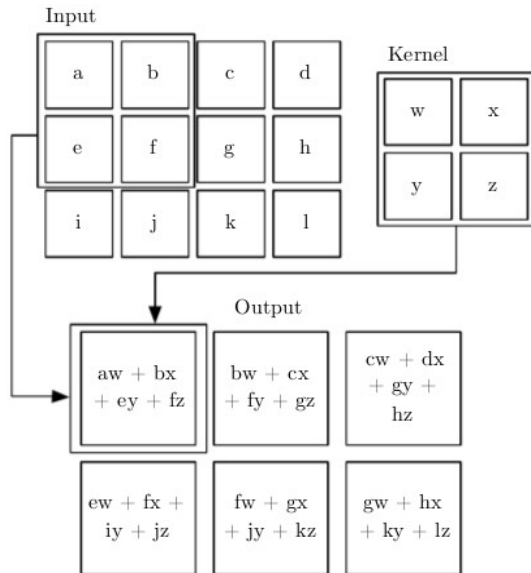 Input
a b c d
Kernel
w x
e f g h
y z
i j k l
Output
aw + bx
+ ey + fz
bw + cx
+ fy + gz
cw + dx
+ gy +
hz
ew + fx +
iy + jz
fw + gx
+ jy + kz
gw + hx
+ ky + lz